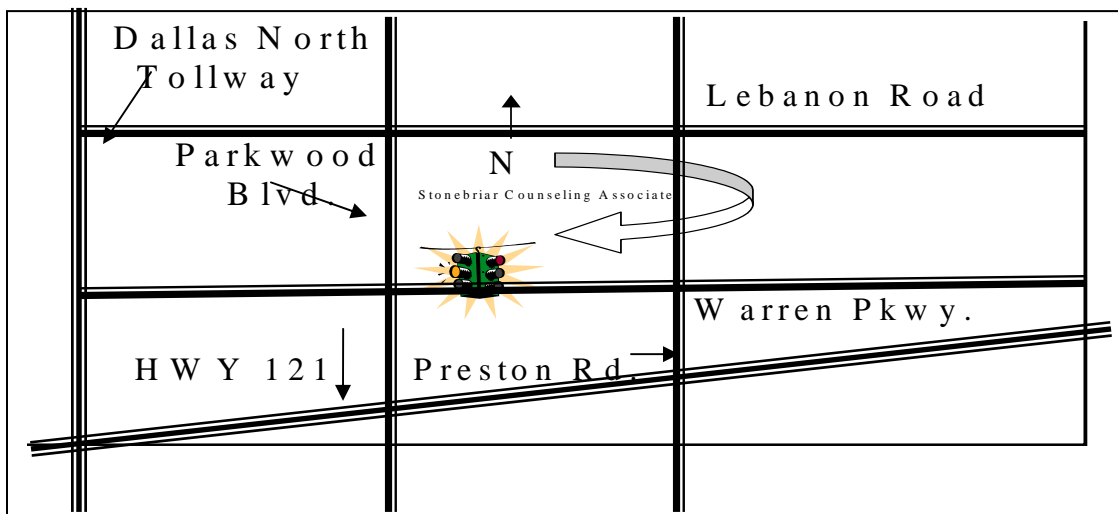 Dallas North
Tollway
Lebanon Road
Parkwood
Blvd.
N
Stonebriar Counseling Associate
Warren Pkwy.
HWY 121
Preston Rd.